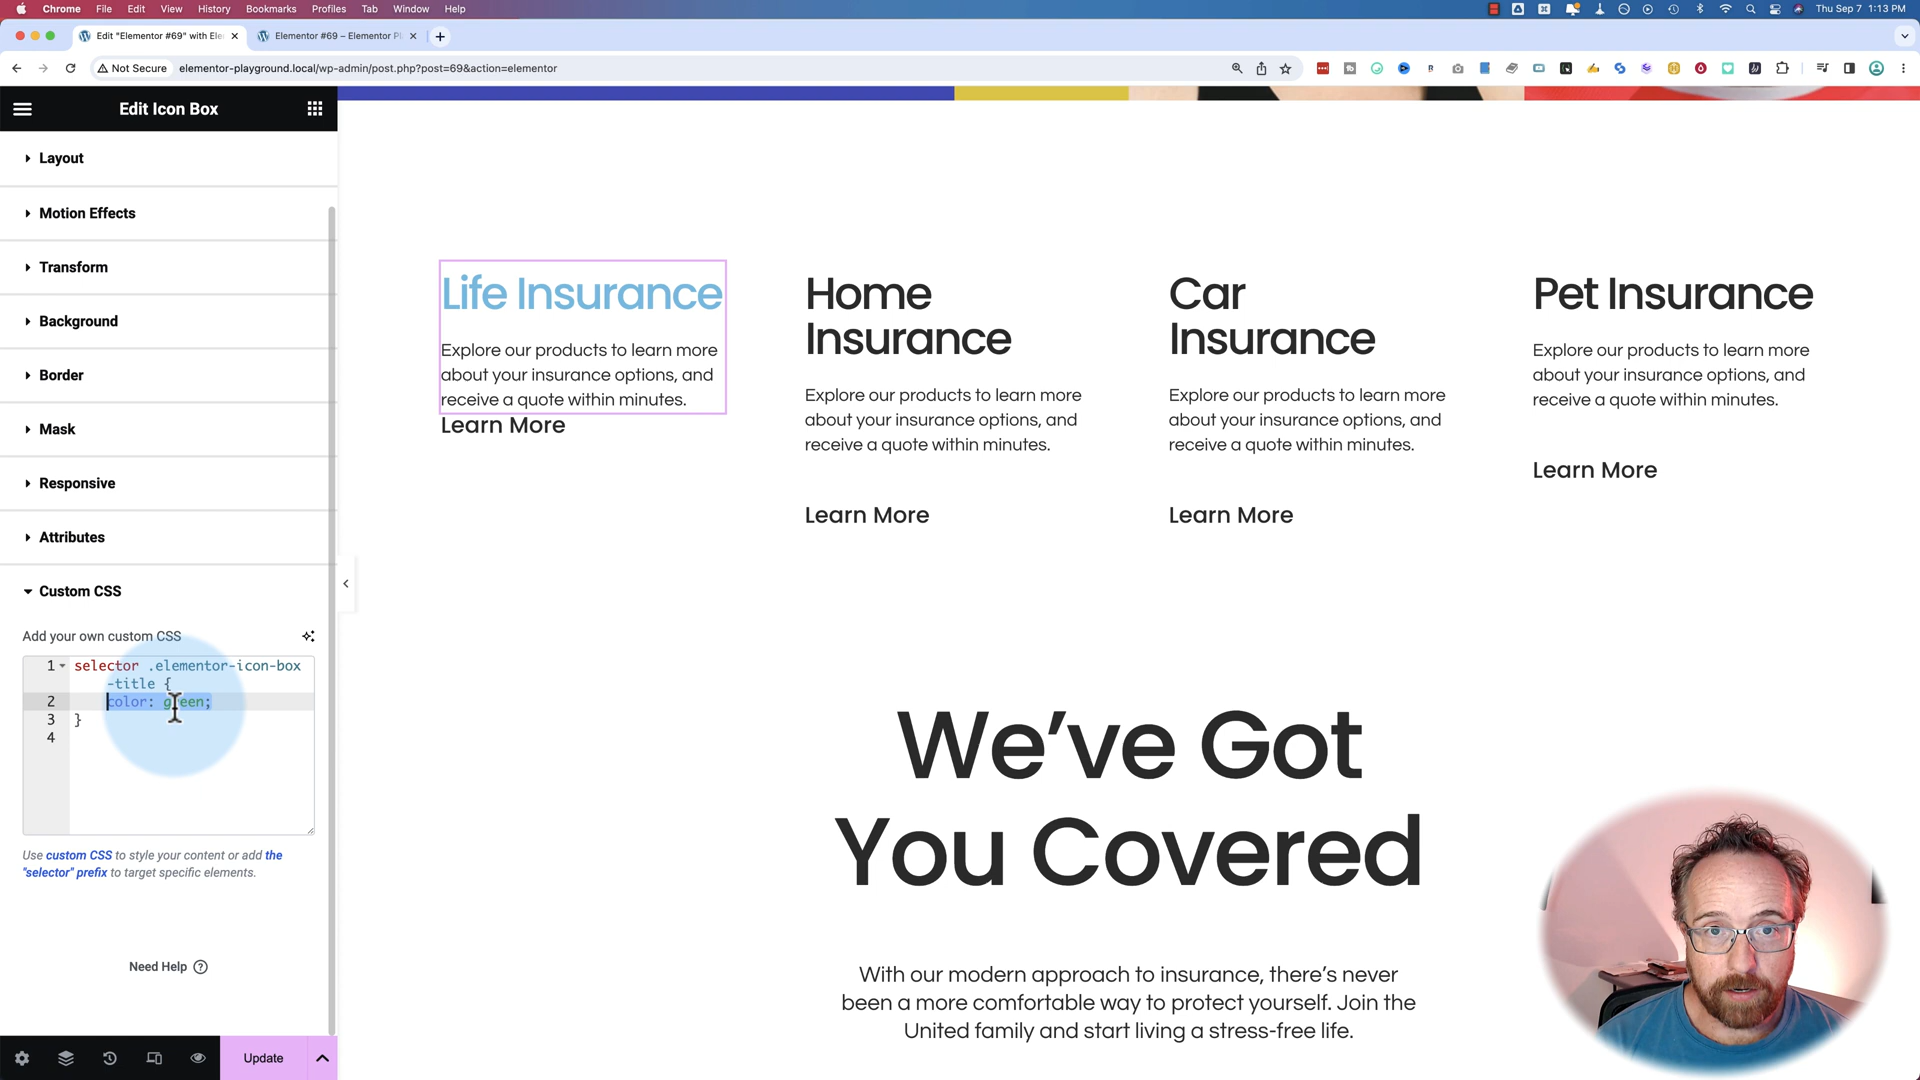 Chrome File Edit View History Bookmarks Profiles Tab Window Help
Thu Sep 7 1:13 PM
Edit "Elementor #69" with Ele
Elementor #69 – Elementor P
Not Secure elementor-playground.local/wp-admin/post.php?post=69&action=elementor
Edit Icon Box
Layout
Motion Effects
Transform
Background
Border
Mask
Responsive
Attributes
Custom CSS
Add your own custom CSS
1 selector .elementor-icon-box
-title {
2 color: green;
3 }
4
Use custom CSS to style your content or add the
"selector" prefix to target specific elements.
Need Help
Update
Life Insurance
Explore our products to learn more
about your insurance options, and
receive a quote within minutes.
Learn More
Home
Insurance
Explore our products to learn more
about your insurance options, and
receive a quote within minutes.
Learn More
Car
Insurance
Explore our products to learn more
about your insurance options, and
receive a quote within minutes.
Learn More
Pet Insurance
Explore our products to learn more
about your insurance options, and
receive a quote within minutes.
Learn More
We’ve Got
You Covered
With our modern approach to insurance, there’s never
been a more comfortable way to protect yourself. Join the
United family and start living a stress-free life.